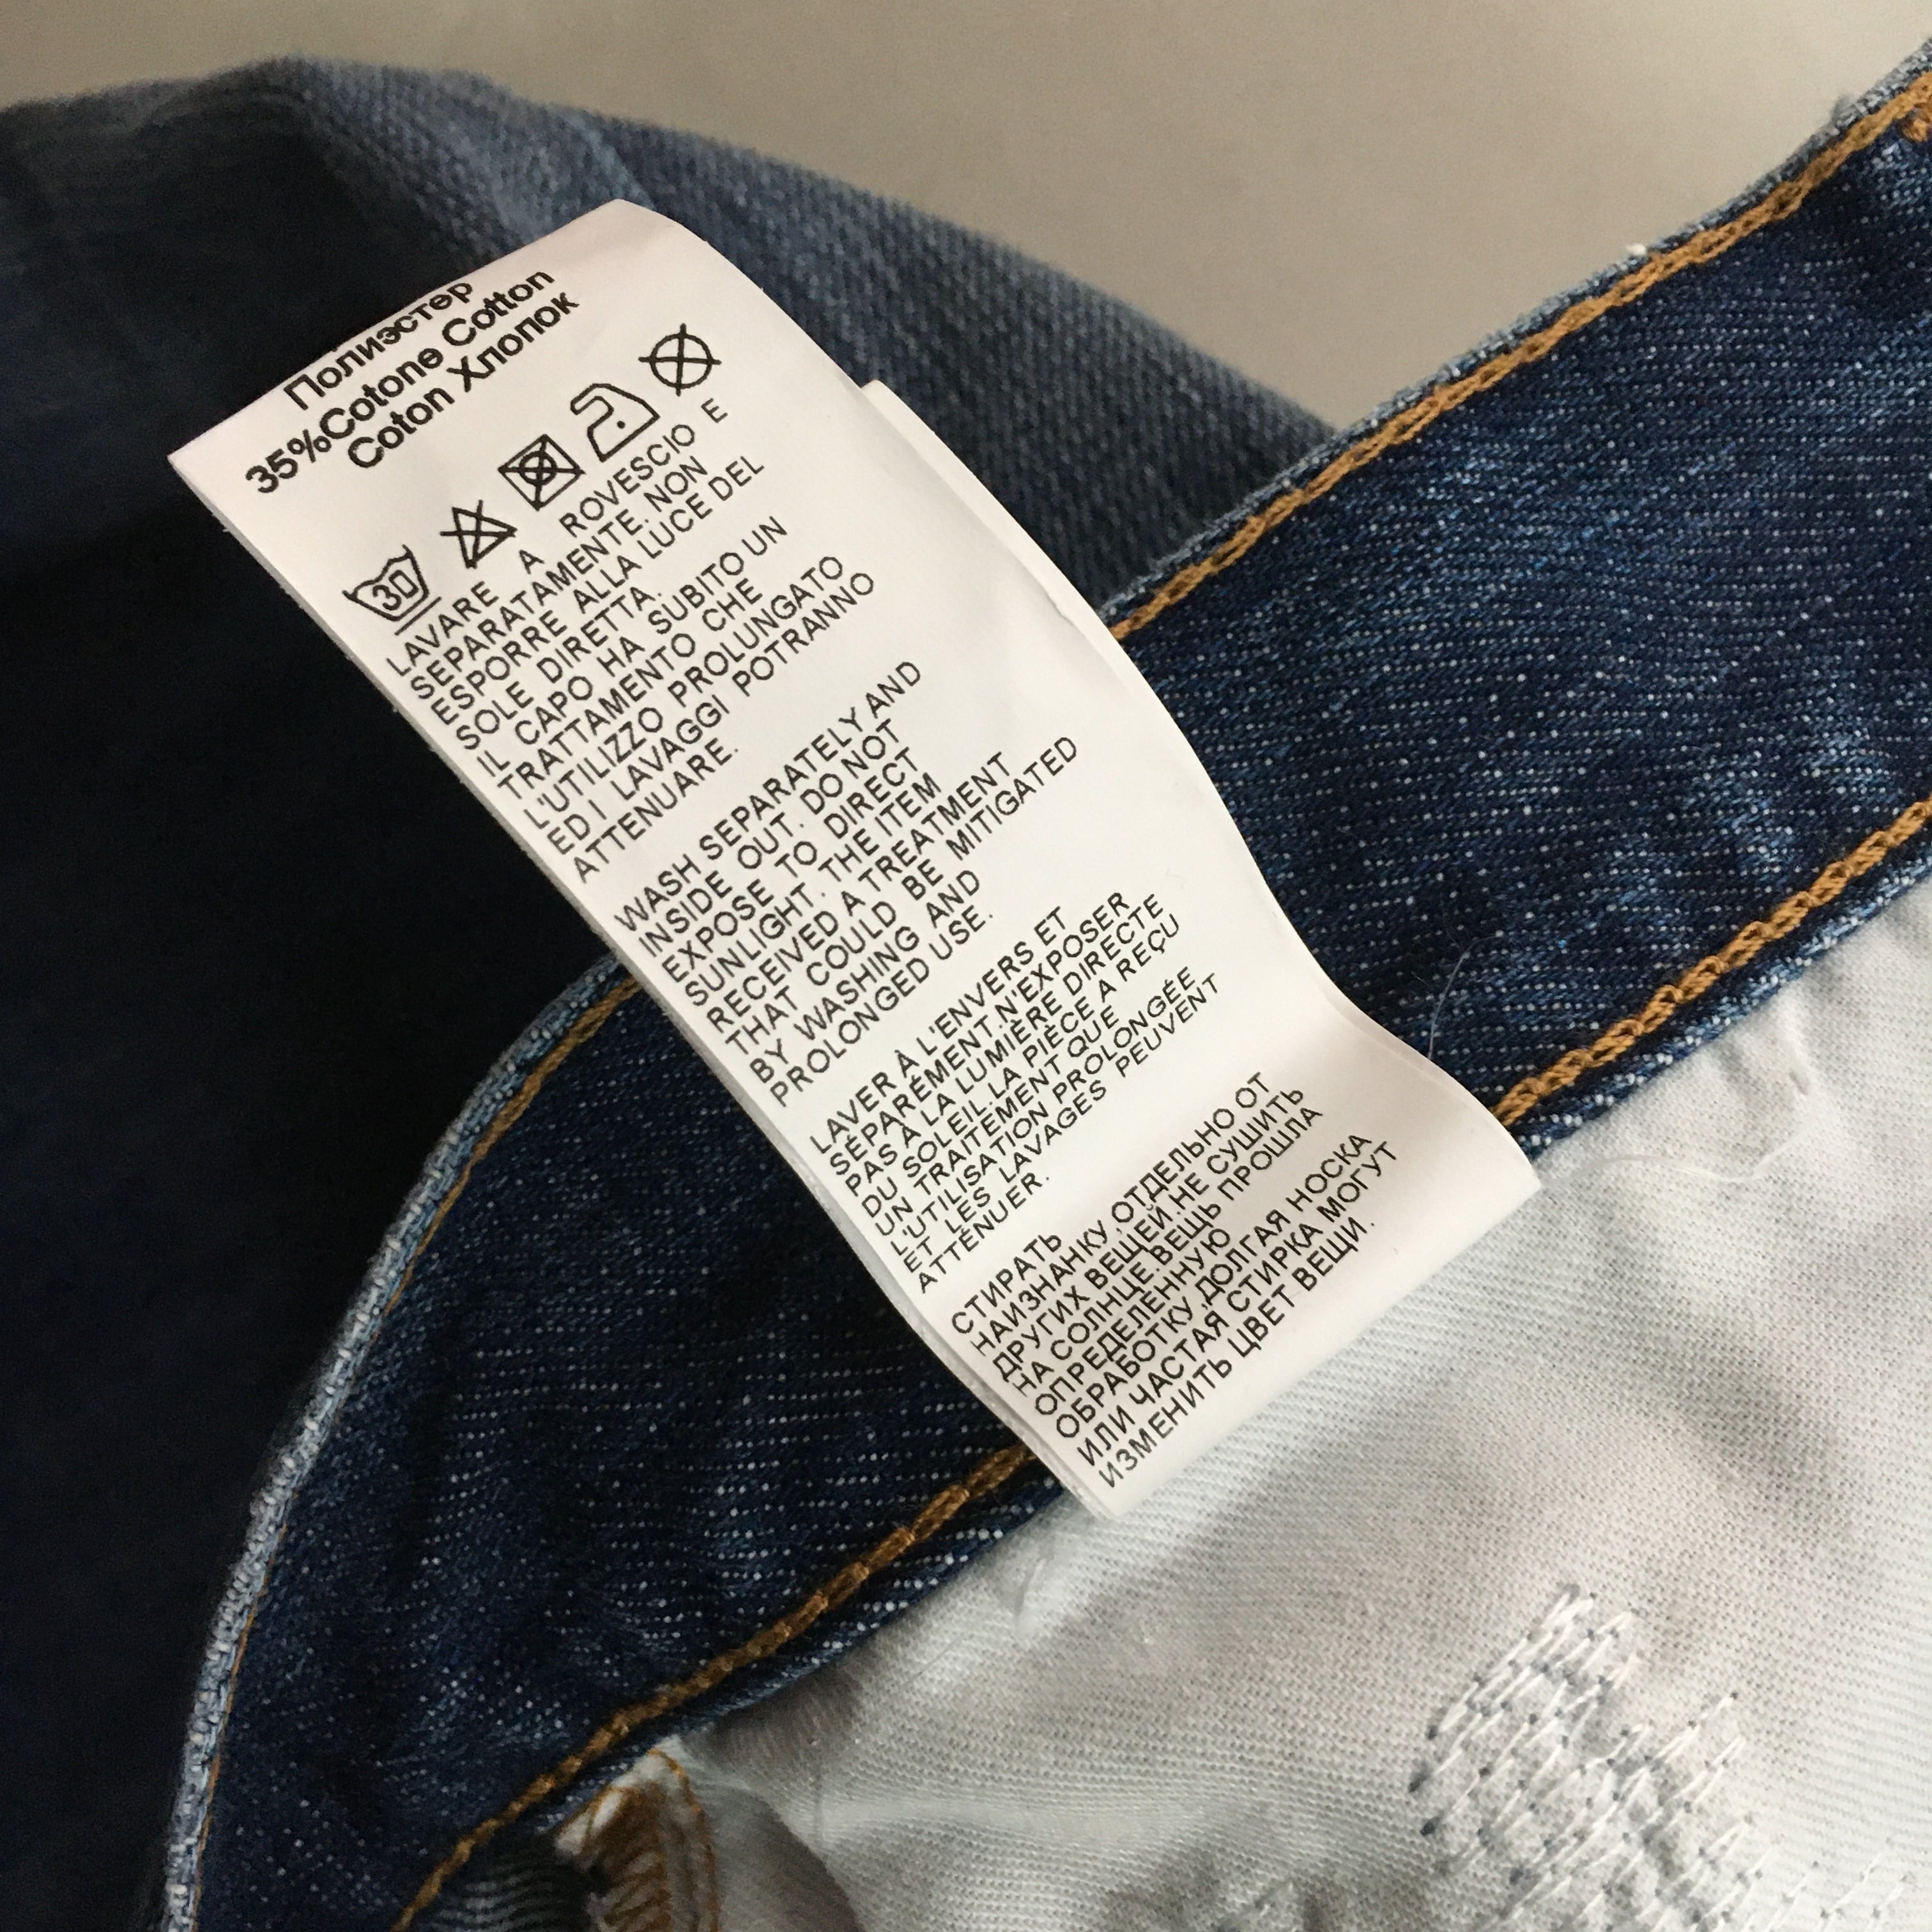 Полиэстер
35%Cotone Cotton
Coton Хлопок
30
LAVARE A ROVESCIO E
SEPARATAMENTE. NON
ESPORRE ALLA LUCE DEL
SOLE DIRETTA.
IL CAPO HA SUBITO UN
TRATTAMENTO CHE
L'UTILIZZO PROLUNGATO
ED I LAVAGGI POTRANNO
ATTENUARE.
WASH SEPARATELY AND
INSIDE OUT. DO NOT
EXPOSE TO DIRECT
SUNLIGHT. THE ITEM
RECEIVED A TREATMENT
THAT COULD BE MITIGATED
BY WASHING AND
PROLONGED USE.
LAVER À L'ENVERS ET
SÉPARÉMENT.N'EXPOSER
PAS À LA LUMIÈRE DIRECTE
DU SOLEIL.LA PIÈCE A REÇU
UN TRAITEMENT QUE
L'UTILISATION PROLONGÉE
ET LES LAVAGES PEUVENT
ATTÉNUER.
СТИРАТЬ
НАИЗНАНКУ,ОТДЕЛЬНО ОТ
ДРУГИХ ВЕЩЕЙ.НЕ СУШИТЬ
НА СОЛНЦЕ.ВЕЩЬ ПРОШЛА
ОПРЕДЕЛЕННУЮ
ОБРАБОТКУ,ДОЛГАЯ НОСКА
ИЛИ ЧАСТАЯ СТИРКА МОГУТ
ИЗМЕНИТЬ ЦВЕТ ВЕЩИ.